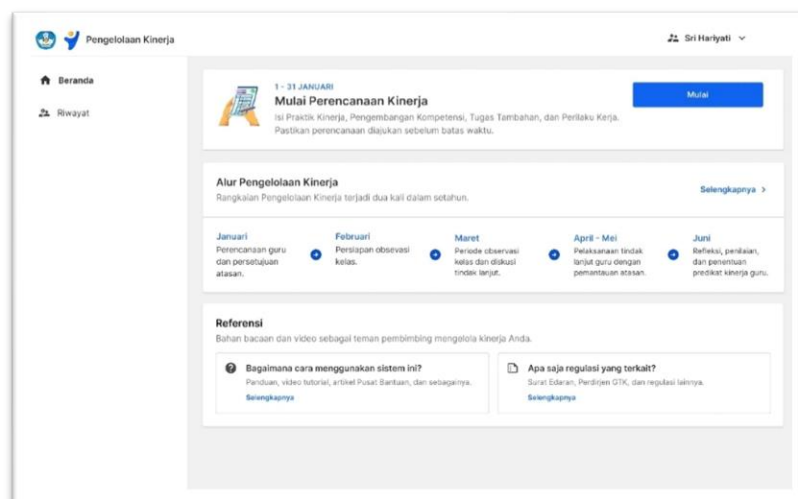 Pengelolaan Kinerja
Sri Hariyati
Beranda
Riwayat
1 - 31 JANUARI
Mulai Perencanaan Kinerja
Isi Praktik Kinerja, Pengembangan Kompetensi, Tugas Tambahan, dan Perilaku Kerja.
Pastikan perencanaan diajukan sebelum batas waktu.
Mulai
Alur Pengelolaan Kinerja
Rangkaian Pengelolaan Kinerja terjadi dua kali dalam setahun.
Selengkapnya
Januari
Perencanaan guru
dan persetujuan
atasan.
Februari
Persiapan obsevasi
kelas.
Maret
Periode observasi
kelas dan diskusi
tindak lanjut.
April - Mei
Pelaksanaan tindak
lanjut guru dengan
pemantauan atasan.
Juni
Refleksi, penilaian,
dan penentuan
predikat kinerja guru.
Referensi
Bahan bacaan dan video sebagai teman pembimbing mengelola kinerja Anda.
Bagaimana cara menggunakan sistem ini?
Panduan, video tutorial, artikel Pusat Bantuan, dan sebagainya.
Selengkapnya
Apa saja regulasi yang terkait?
Surat Edaran, Perdirjen GTK, dan regulasi lainnya.
Selengkapnya